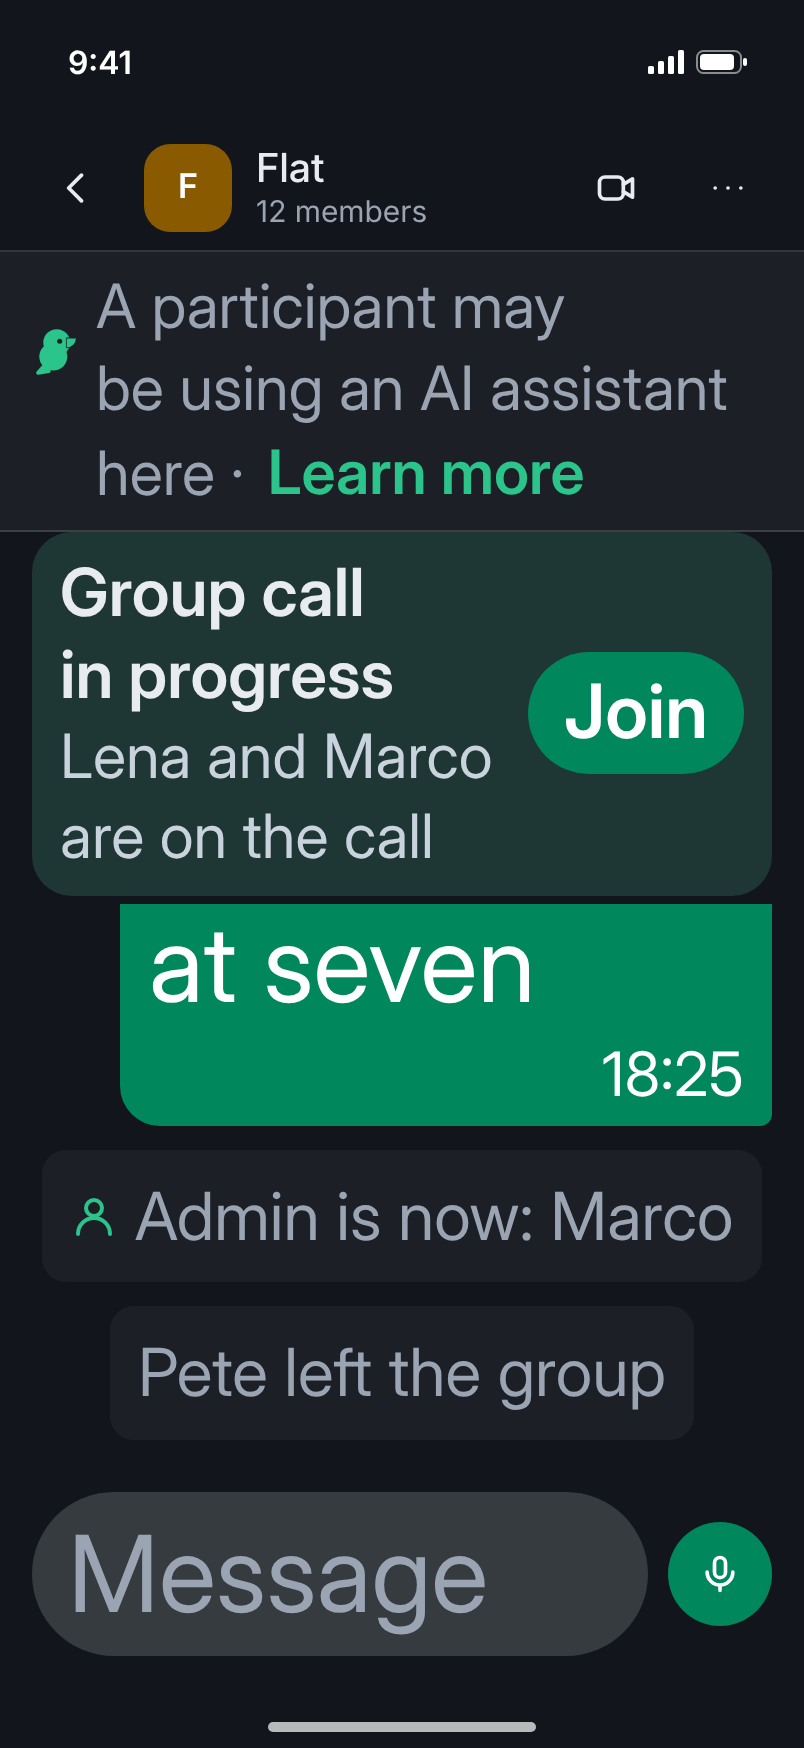 9:41
F
Flat
12 members
A participant may
be using an AI assistant
here · Learn more
Group call
in progress
Lena and Marco
are on the call
Join
at seven
18:25
Admin is now: Marco
Pete left the group
Message